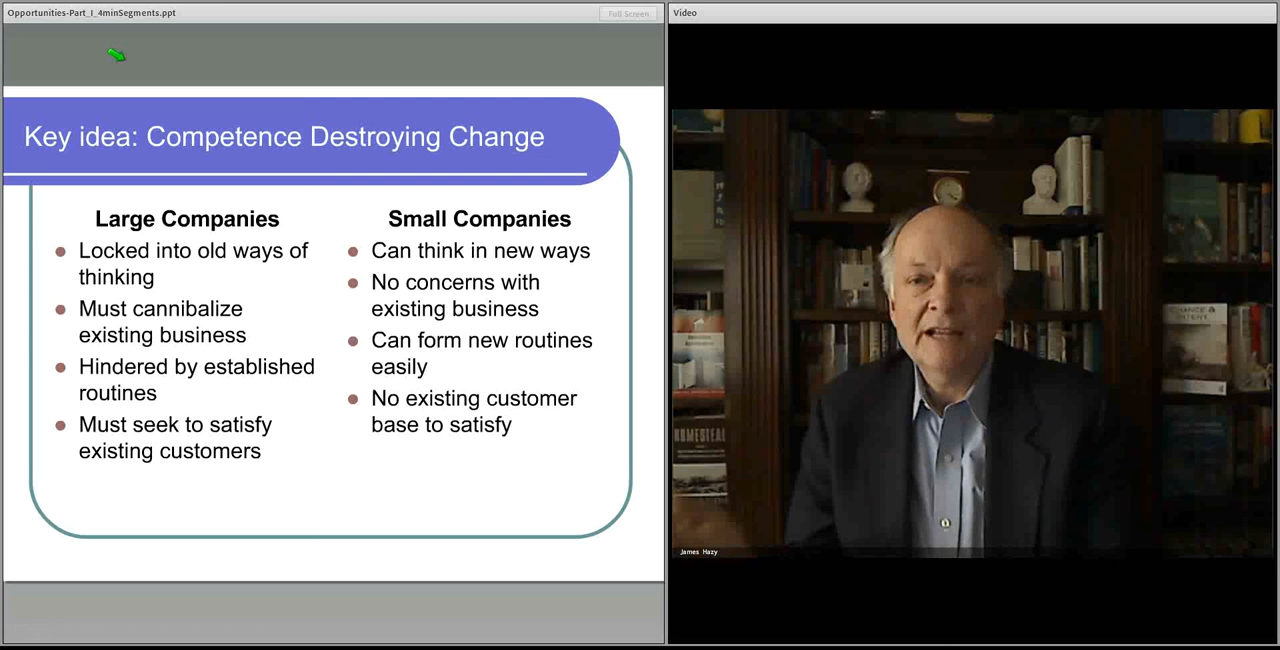 Opportunities-Part_I_4minSegments.ppt
Full Screen
Video
Key idea: Competence Destroying Change
Large Companies
Locked into old ways of
thinking
Must cannibalize
existing business
Hindered by established
routines
Must seek to satisfy
existing customers
Small Companies
Can think in new ways
No concerns with
existing business
Can form new routines
easily
No existing customer
base to satisfy
HOMESTEAD
James Hazy